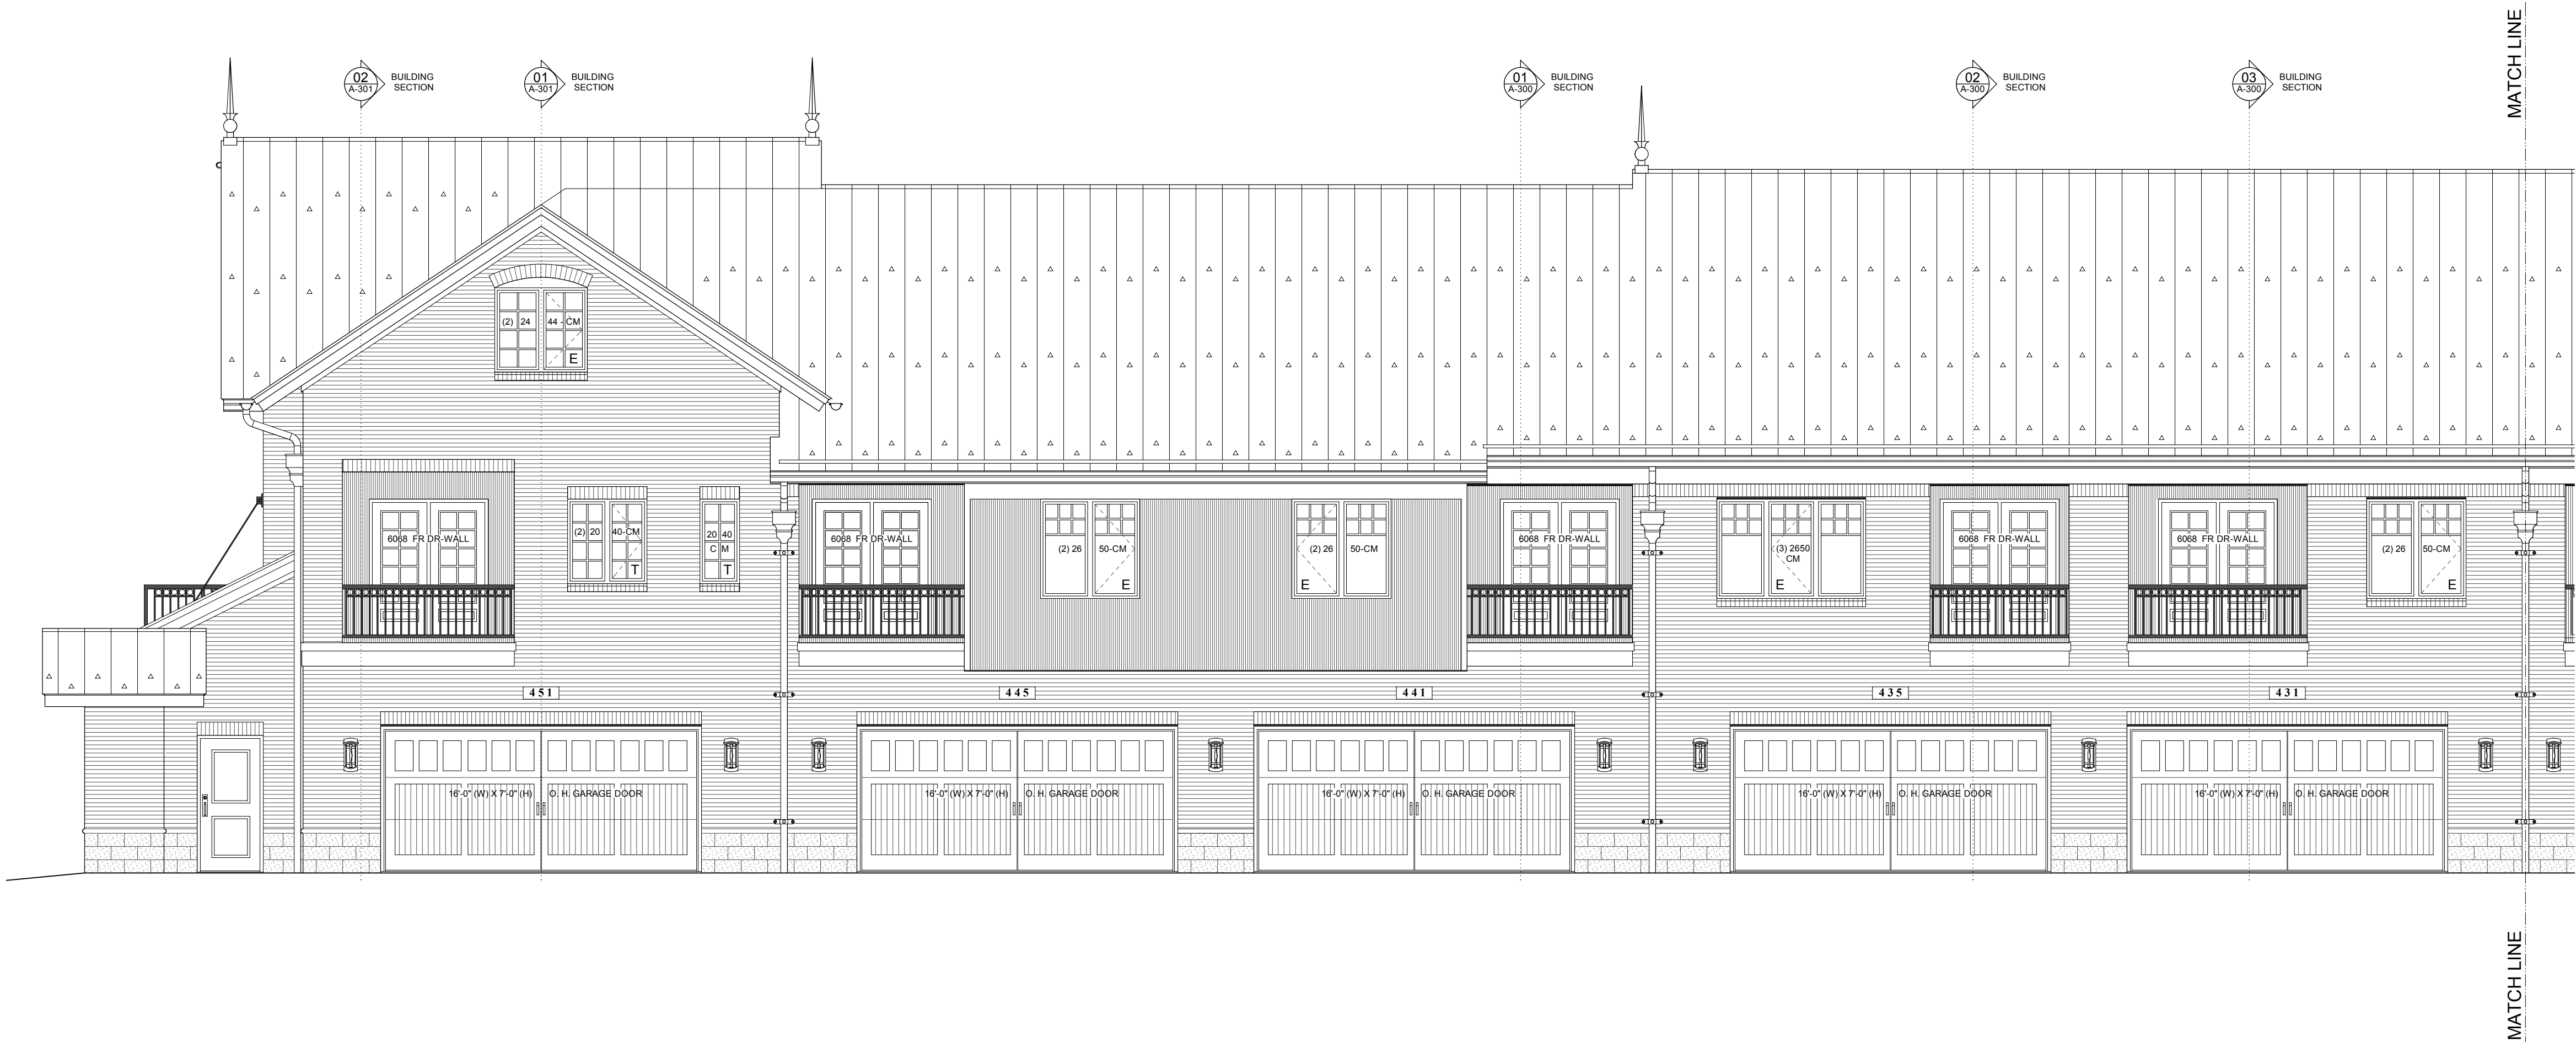 MATCH LINE
02
A-301
BUILDING
SECTION
01
A-301
BUILDING
SECTION
01
A-300
BUILDING
SECTION
02
A-300
BUILDING
SECTION
03
A-300
BUILDING
SECTION
(2) 24 44 - CM
E
6068 FR DR-WALL
(2) 20 40-CM
T
20 40
C M
T
6068 FR DR-WALL
(2) 26 50-CM
E
(2) 26 50-CM
E
6068 FR DR-WALL
(3) 2650
CM
E
6068 FR DR-WALL
6068 FR DR-WALL
(2) 26 50-CM
E
451
445
441
435
431
16'-0" (W) X 7'-0" (H) O. H. GARAGE DOOR
16'-0" (W) X 7'-0" (H) O. H. GARAGE DOOR
16'-0" (W) X 7'-0" (H) O. H. GARAGE DOOR
16'-0" (W) X 7'-0" (H) O. H. GARAGE DOOR
16'-0" (W) X 7'-0" (H) O. H. GARAGE DOOR
MATCH LINE